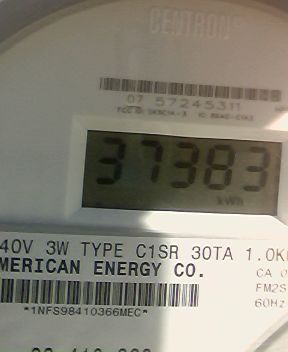 CENTRON
07 57245311
37383
kWh
40V 3W TYPE C1SR 30TA 1.0K
MERICAN ENERGY CO.
CA 0
FM2S
60Hz
*1NFS98410366MEC*